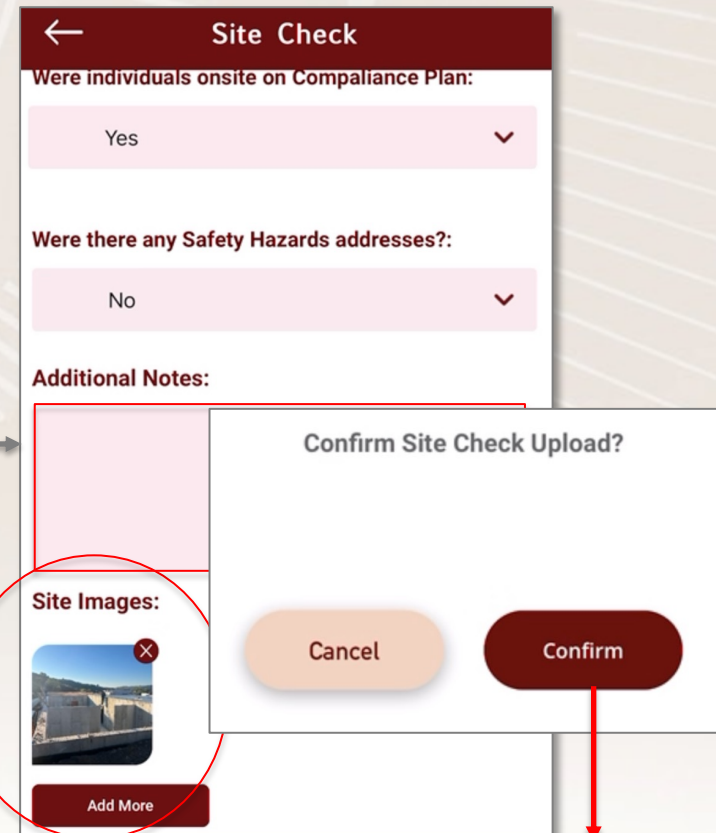 Site Check
Were individuals onsite on Compaliance Plan:
Yes
Were there any Safety Hazards addresses?:
No
Additional Notes:
Confirm Site Check Upload?
Cancel
Confirm
Site Images:
Add More